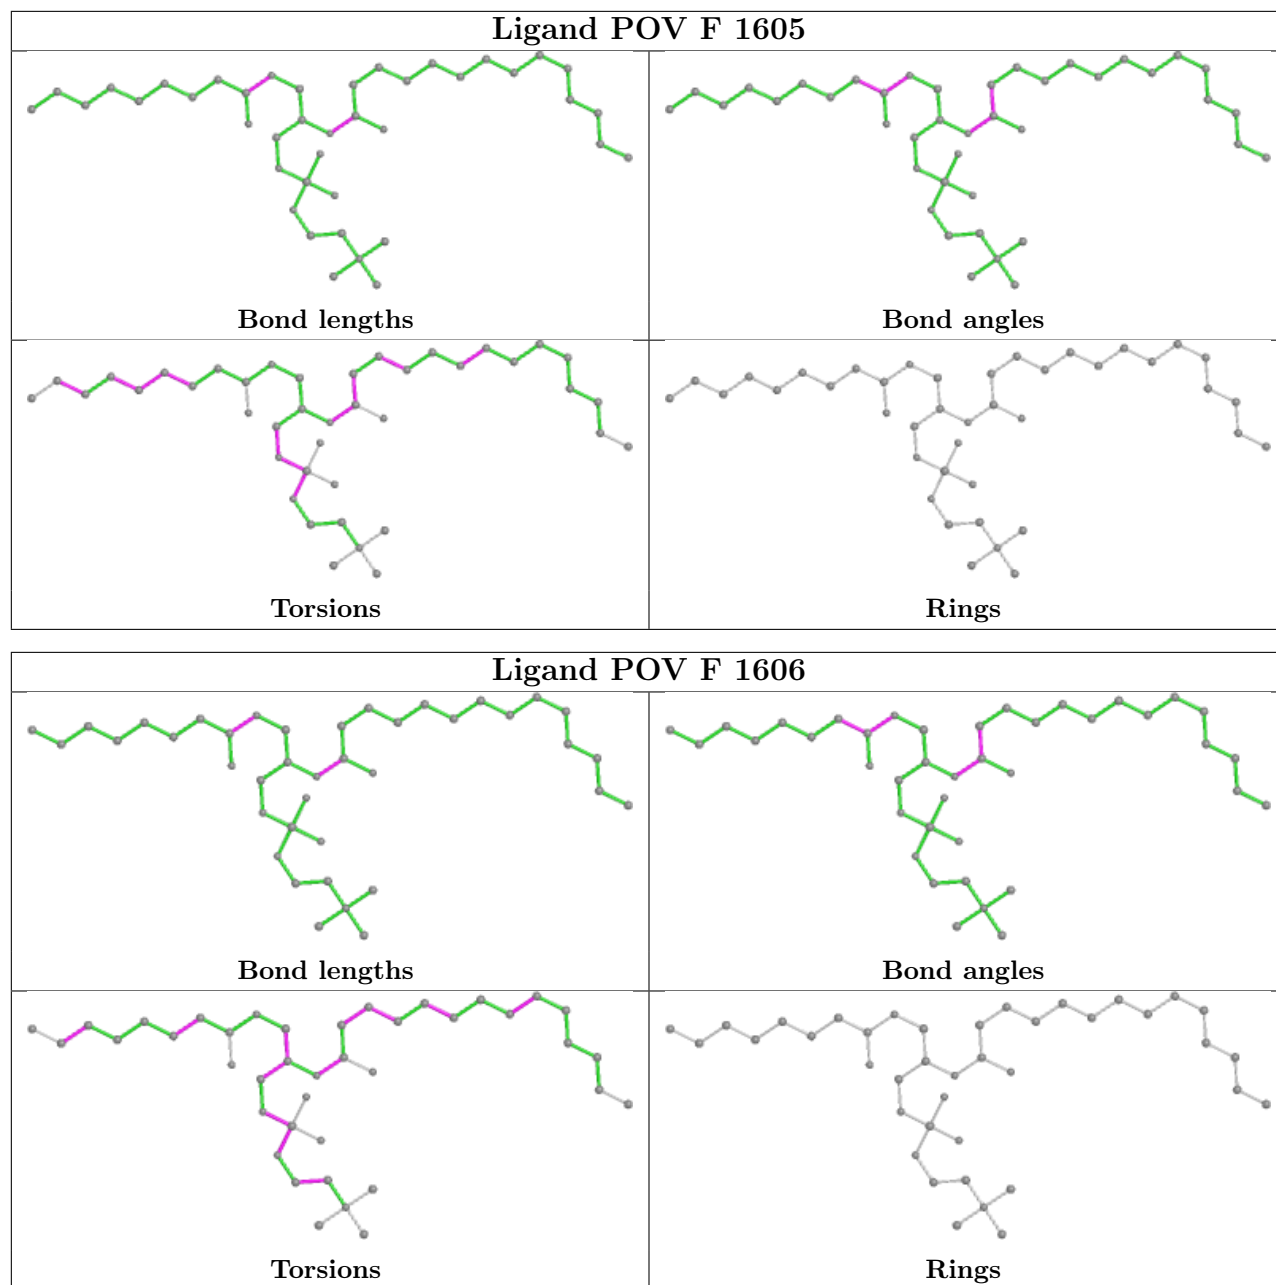 Ligand POV F 1605
Bond lengths
Bond angles
Torsions
Rings
Ligand POV F 1606
Bond lengths
Bond angles
Torsions
Rings